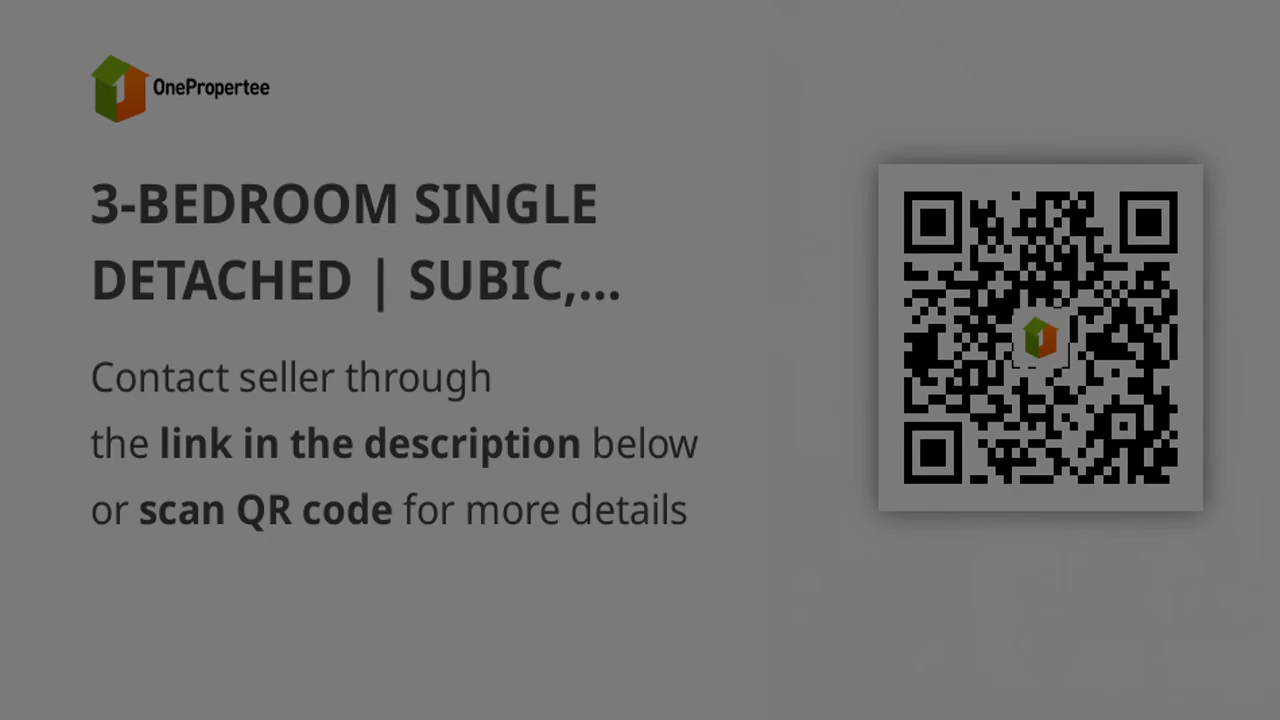 OnePropertee
3-BEDROOM SINGLE
DETACHED | SUBIC,...
Contact seller through
the link in the description below
or scan QR code for more details